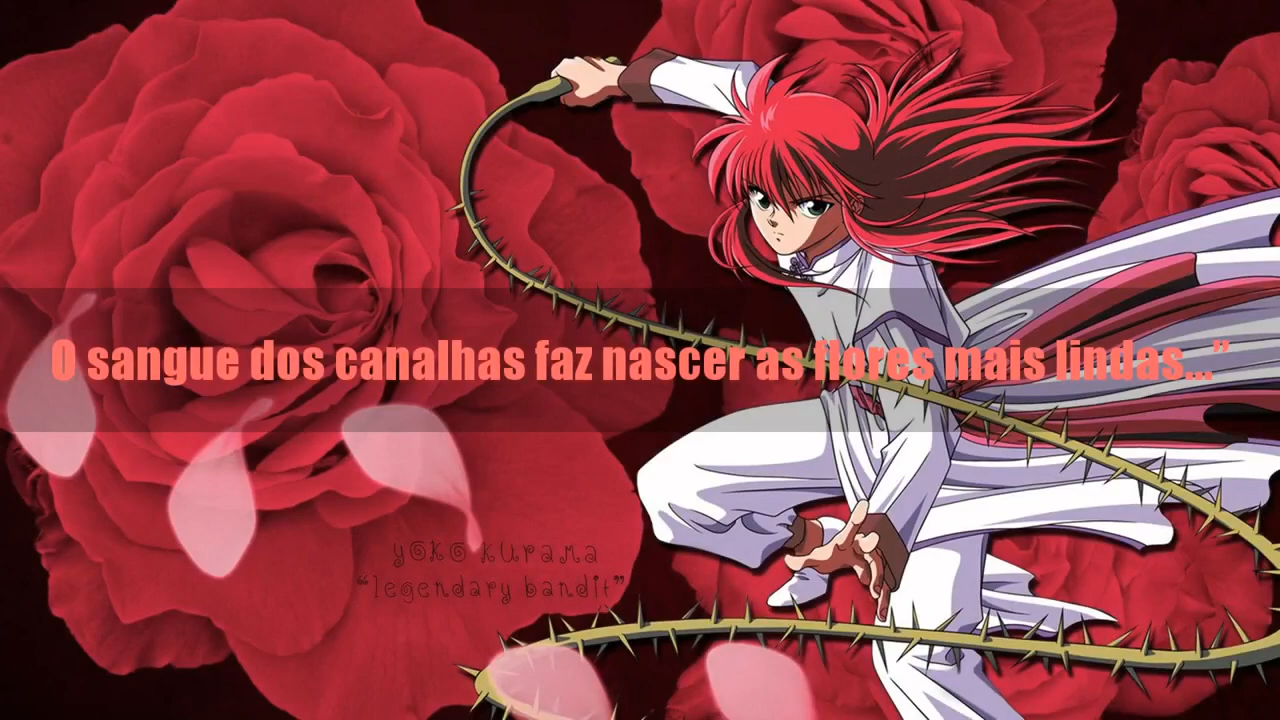 O sangue dos canalhas faz nascer as flores mais lindas..."
yoko kurama
"legendary bandit"